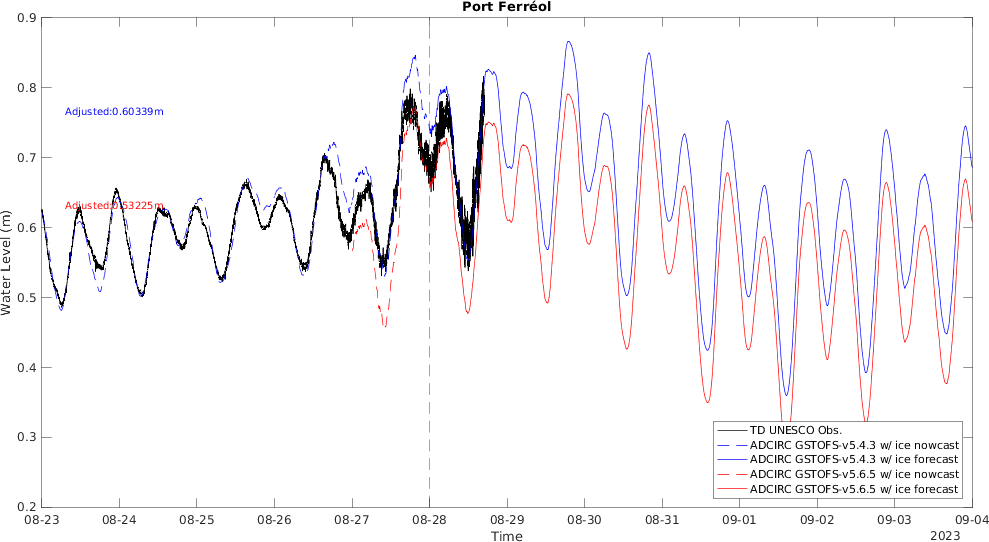 Port Ferréol
0.9
0.8
0.7
0.6
0.5
0.4
0.3
0.2
Water Level (m)
Adjusted:0.60339m
Adjusted:0.53225m
TD UNESCO Obs.
ADCIRC GSTOFS-v5.4.3 w/ ice nowcast
ADCIRC GSTOFS-v5.4.3 w/ ice forecast
ADCIRC GSTOFS-v5.6.5 w/ ice nowcast
ADCIRC GSTOFS-v5.6.5 w/ ice forecast
08-23 08-24 08-25 08-26 08-27 08-28 08-29 08-30 08-31 09-01 09-02 09-03 09-04
Time
2023